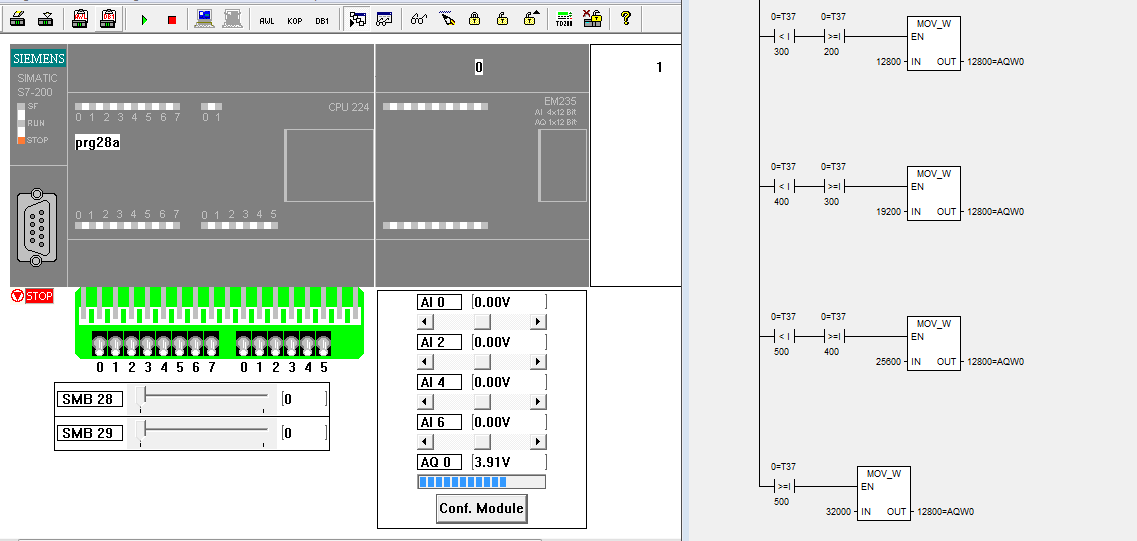 AWL KOP DB1 TD200
SIEMENS
SIMATIC
S7-200
SF
RUN
STOP
0 1 2 3 4 5 6 7 0 1
CPU 224
prg28a
0 1 2 3 4 5 6 7 0 1 2 3 4 5
0
EM235
AI 4x12 Bit
AQ 1x12 Bit
1
STOP
0 1 2 3 4 5 6 7 0 1 2 3 4 5
SMB 28 0
SMB 29 0
AI 0 0.00V
AI 2 0.00V
AI 4 0.00V
AI 6 0.00V
AQ 0 3.91V
Conf. Module
0=T37 0=T37 MOV_W
< I >=I EN
300 200
12800 IN OUT 12800=AQW0
0=T37 0=T37 MOV_W
< I >=I EN
400 300
19200 IN OUT 12800=AQW0
0=T37 0=T37 MOV_W
< I >=I EN
500 400
25600 IN OUT 12800=AQW0
0=T37 MOV_W
>=I EN
500
32000 IN OUT 12800=AQW0